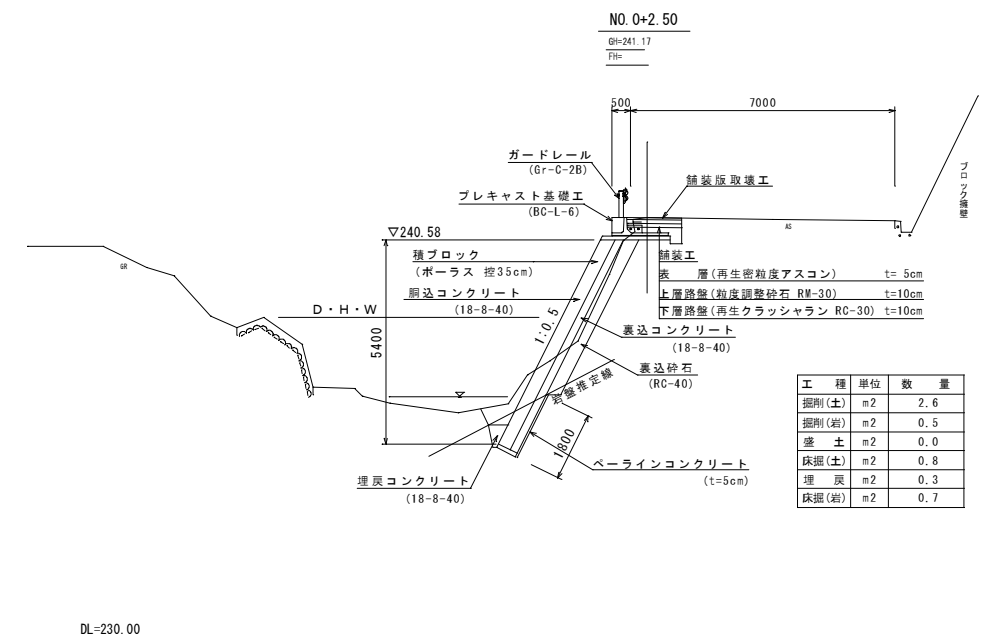 NO. 0+2.50
GH=241.17
FH=
500
7000
ガードレール
(Gr-C-2B)
舗装版取壊工
ブロック擁壁
プレキャスト基礎工
(BC-L-6)
AS
▽240.58
GR
積ブロック
(ポーラス 控35cm)
舗装工
表 層(再生密粒度アスコン) t= 5cm
上層路盤(粒度調整砕石 RM-30) t=10cm
下層路盤(再生クラッシャラン RC-30) t=10cm
胴込コンクリート
(18-8-40)
D・H・W
5400
1:0.5
裏込コンクリート
(18-8-40)
裏込砕石
(RC-40)
岩盤推定線
1800
ペーラインコンクリート
(t=5cm)
埋戻コンクリート
(18-8-40)
工 種 単位 数 量
掘削(土) m2 2.6
掘削(岩) m2 0.5
盛 土 m2 0.0
床掘(土) m2 0.8
埋 戻 m2 0.3
床掘(岩) m2 0.7
DL=230.00